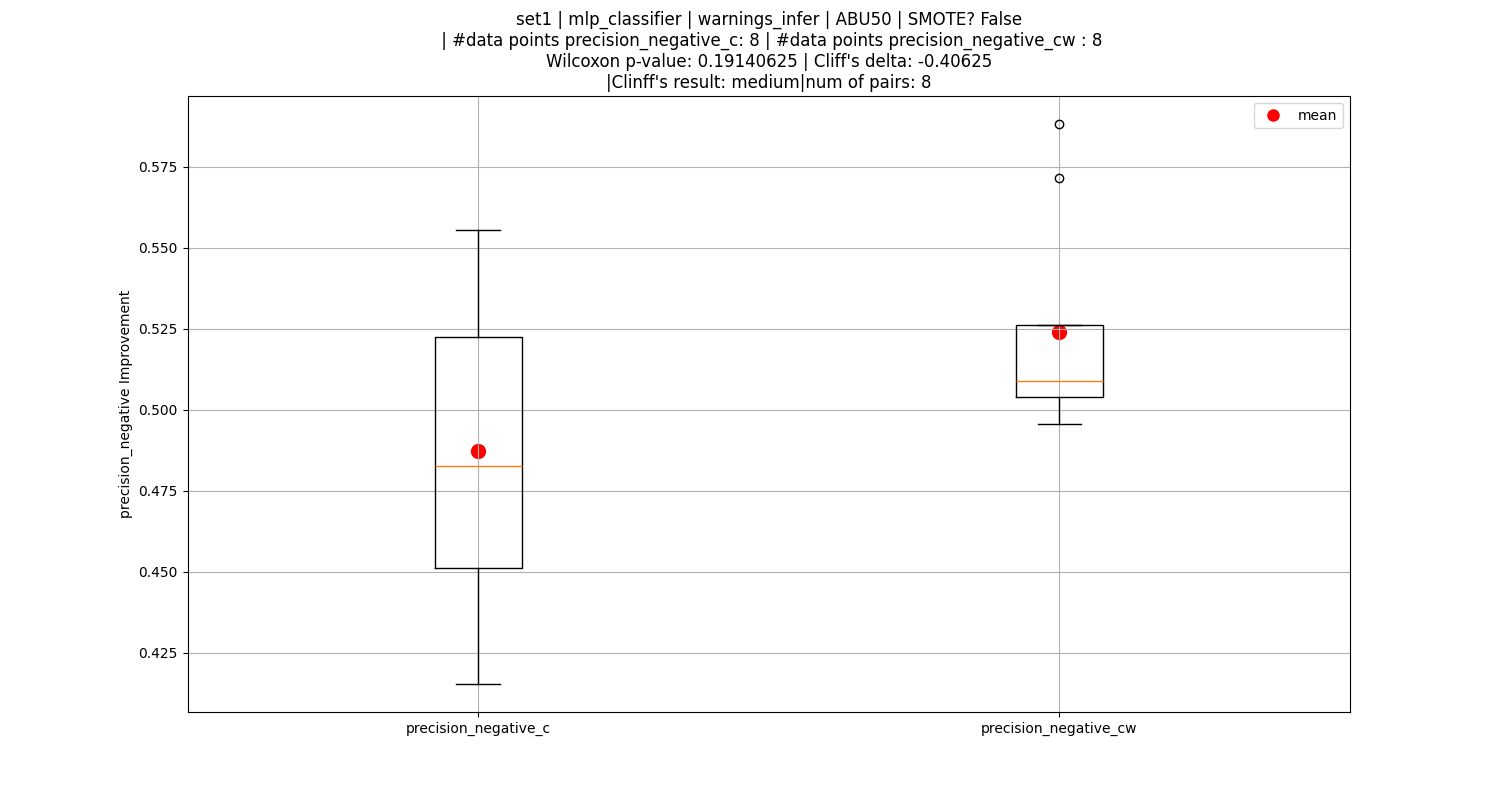 set1 | mlp_classifier | warnings_infer | ABU50 | SMOTE? False
| #data points precision_negative_c: 8 | #data points precision_negative_cw : 8
Wilcoxon p-value: 0.19140625 | Cliff's delta: -0.40625
|Clinff's result: medium|num of pairs: 8
mean
0.575
0.550
0.525
0.500
0.475
0.450
0.425
precision_negative Improvement
precision_negative_c
precision_negative_cw